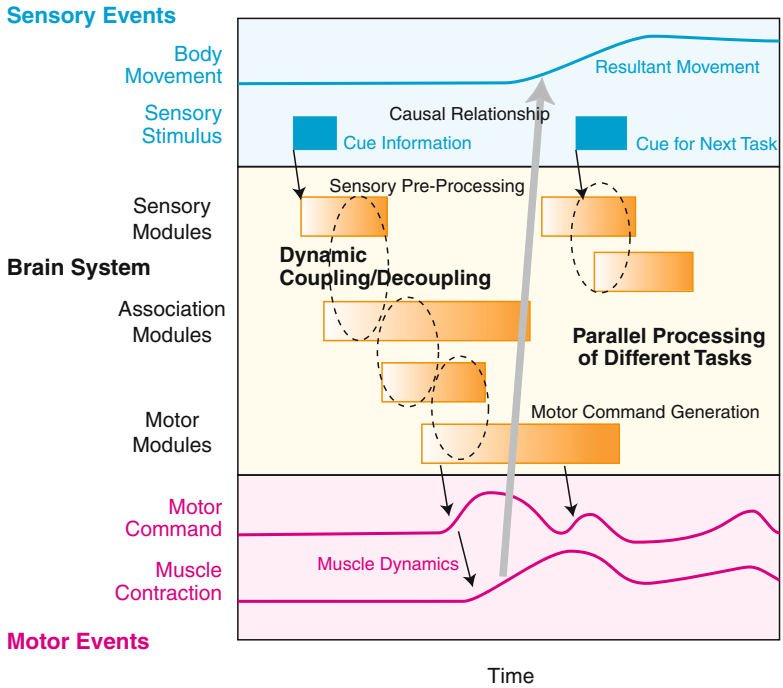 Sensory Events
Body
Movement
Resultant Movement
Sensory
Stimulus
Causal Relationship
Cue Information
Cue for Next Task
Sensory Pre-Processing
Sensory
Modules
Brain System
Dynamic
Coupling/Decoupling
Association
Modules
Parallel Processing
of Different Tasks
Motor
Modules
Motor Command Generation
Motor
Command
Muscle
Contraction
Muscle Dynamics
Motor Events
Time